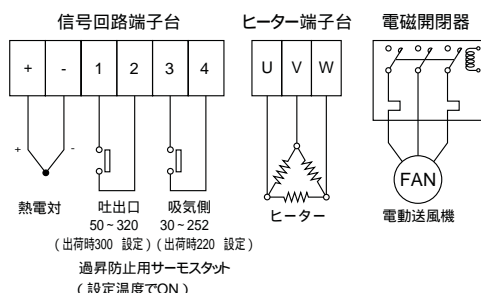 信号回路端子台
ヒーター端子台
電磁開閉器
+ - 1 2 3 4
U V W
+ -
FAN
熱電対
吐出口
50~320
(出荷時300 設定)
吸気側
30~252
(出荷時220 設定)
ヒーター
電動送風機
過昇防止用サーモスタット
(設定温度でON)